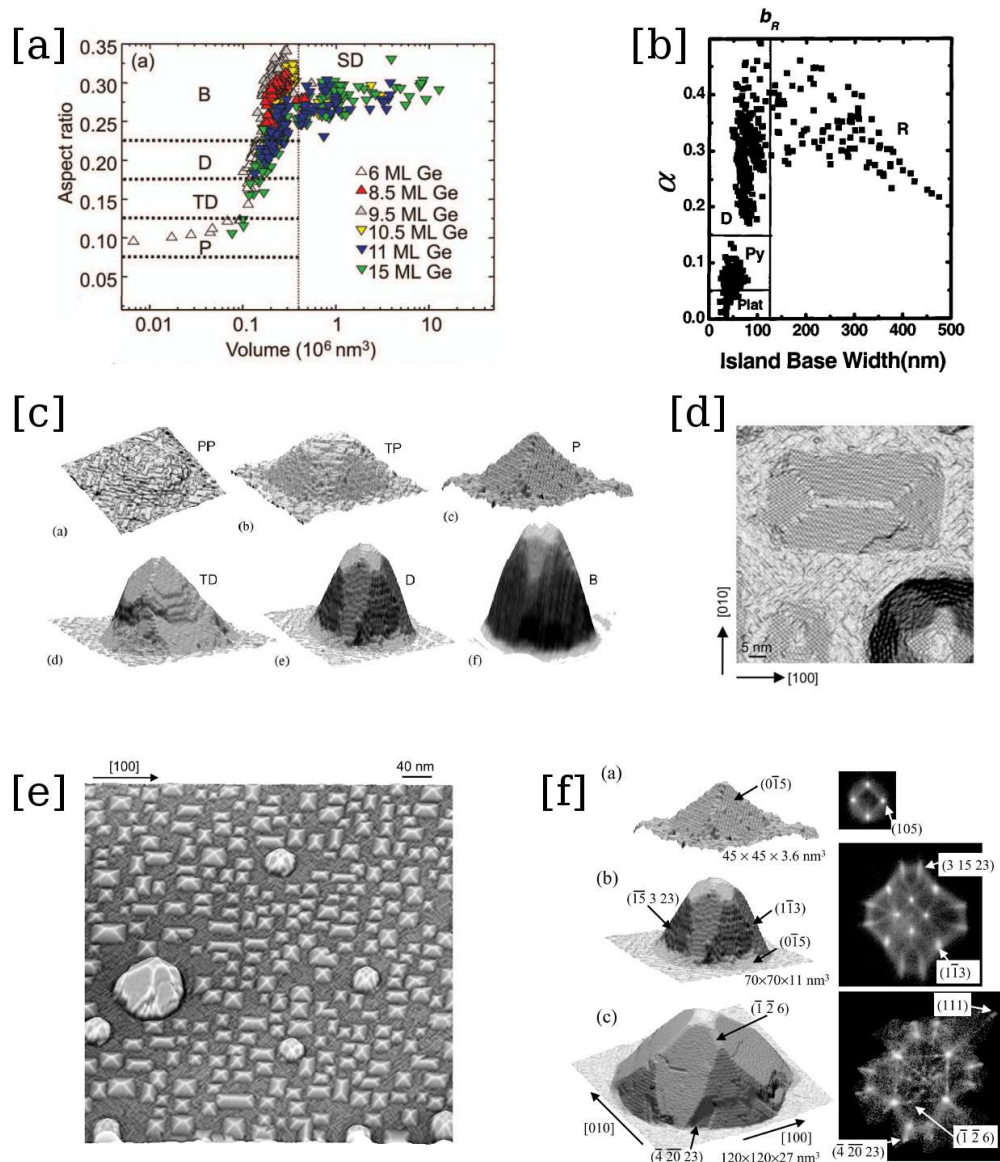 [a]
(a)
SD
B
D
TD
P
0.35
0.30
0.25
0.20
0.15
0.10
0.05
Aspect ratio
6 ML Ge
8.5 ML Ge
9.5 ML Ge
10.5 ML Ge
11 ML Ge
15 ML Ge
0.01 0.1 1 10
Volume (10⁶ nm³)
[b]
b_R
0.4
0.3
0.2
0.1
0.0
α
R
D
Py
Plat
0 100 200 300 400 500
Island Base Width(nm)
[c]
PP
TP
P
(a)
(b)
(c)
TD
D
B
(d)
(e)
(f)
[d]
[010]
5 nm
[100]
[e]
[100]
40 nm
[f]
(a)
(01̅5)
(105)
45 × 45 × 3.6 nm³
(b)
(1̅5̅ 3 23)
(11̅3)
(01̅5)
70×70×11 nm³
(3 15 23)
(11̅3)
(c)
(1̅ 2̅ 6)
[010]
[100]
(4̅ 2̅0̅ 23)
120×120×27 nm³
(111)
(1̅ 2̅ 6)
(4̅ 2̅0̅ 23)